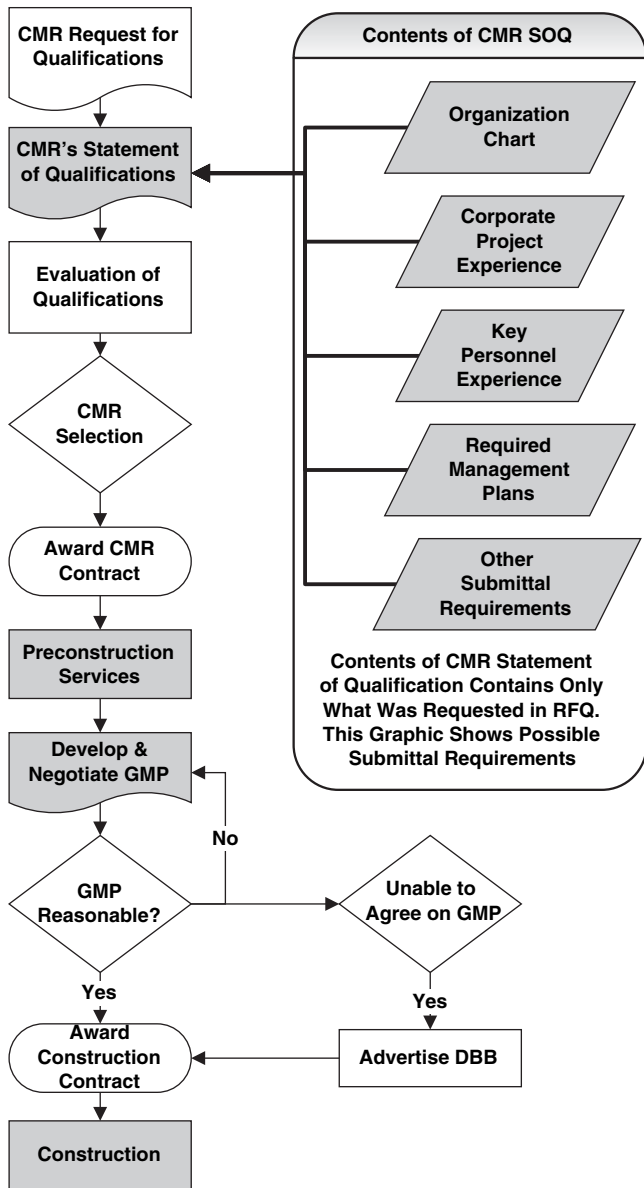 CMR Request for
Qualifications
CMR's Statement
of Qualifications
Evaluation of
Qualifications
CMR
Selection
Award CMR
Contract
Preconstruction
Services
Develop &
Negotiate GMP
No
GMP
Reasonable?
Unable to
Agree on GMP
Yes
Yes
Award
Construction
Contract
Advertise DBB
Construction
Contents of CMR SOQ
Organization
Chart
Corporate
Project
Experience
Key
Personnel
Experience
Required
Management
Plans
Other
Submittal
Requirements
Contents of CMR Statement
of Qualification Contains Only
What Was Requested in RFQ.
This Graphic Shows Possible
Submittal Requirements